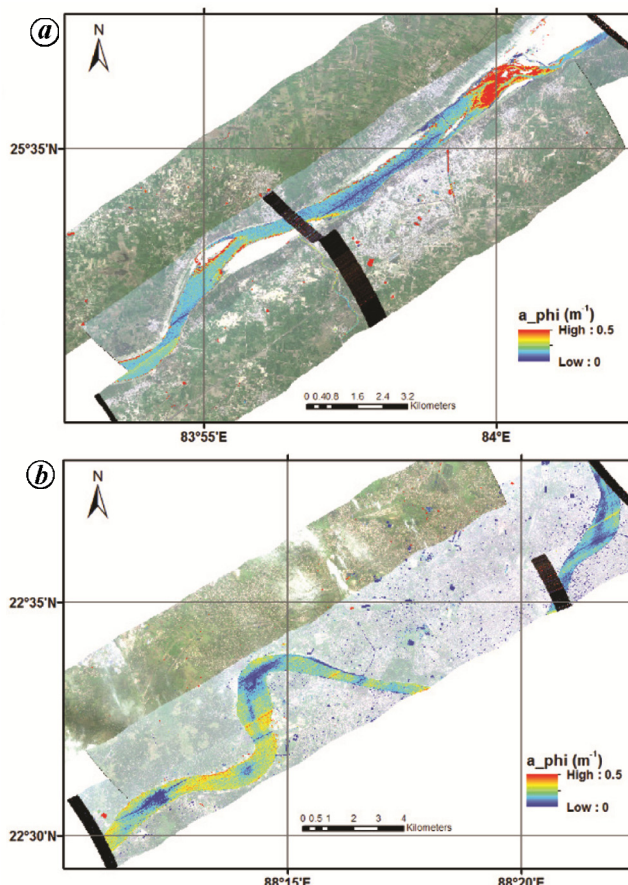 a
N
25°35'N
a_phi (m⁻¹)
High : 0.5
Low : 0
0 0.40.8 1.6 2.4 3.2
Kilometers
83°55'E 84°E
b
N
22°35'N
a_phi (m⁻¹)
High : 0.5
Low : 0
0 0.5 1 2 3 4
Kilometers
22°30'N
88°15'E 88°20'E